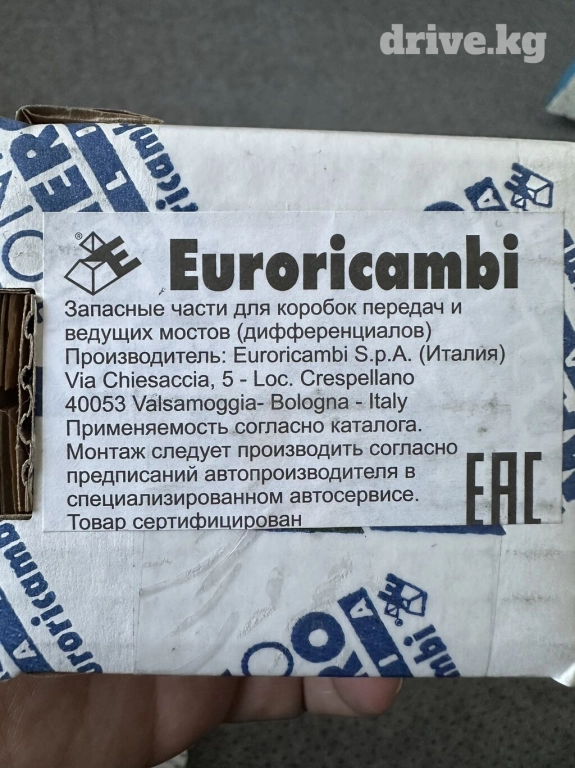 drive.kg
Euroricambi
Запасные части для коробок передач и
ведущих мостов (дифференциалов)
Производитель: Euroricambi S.p.A. (Италия)
Via Chiesaccia, 5 - Loc. Crespellano
40053 Valsamoggia- Bologna - Italy
Применяемость согласно каталога.
Монтаж следует производить согласно
предписаний автопроизводителя в
специализированном автосервисе.
Товар сертифицирован
EAC
Euroricambi